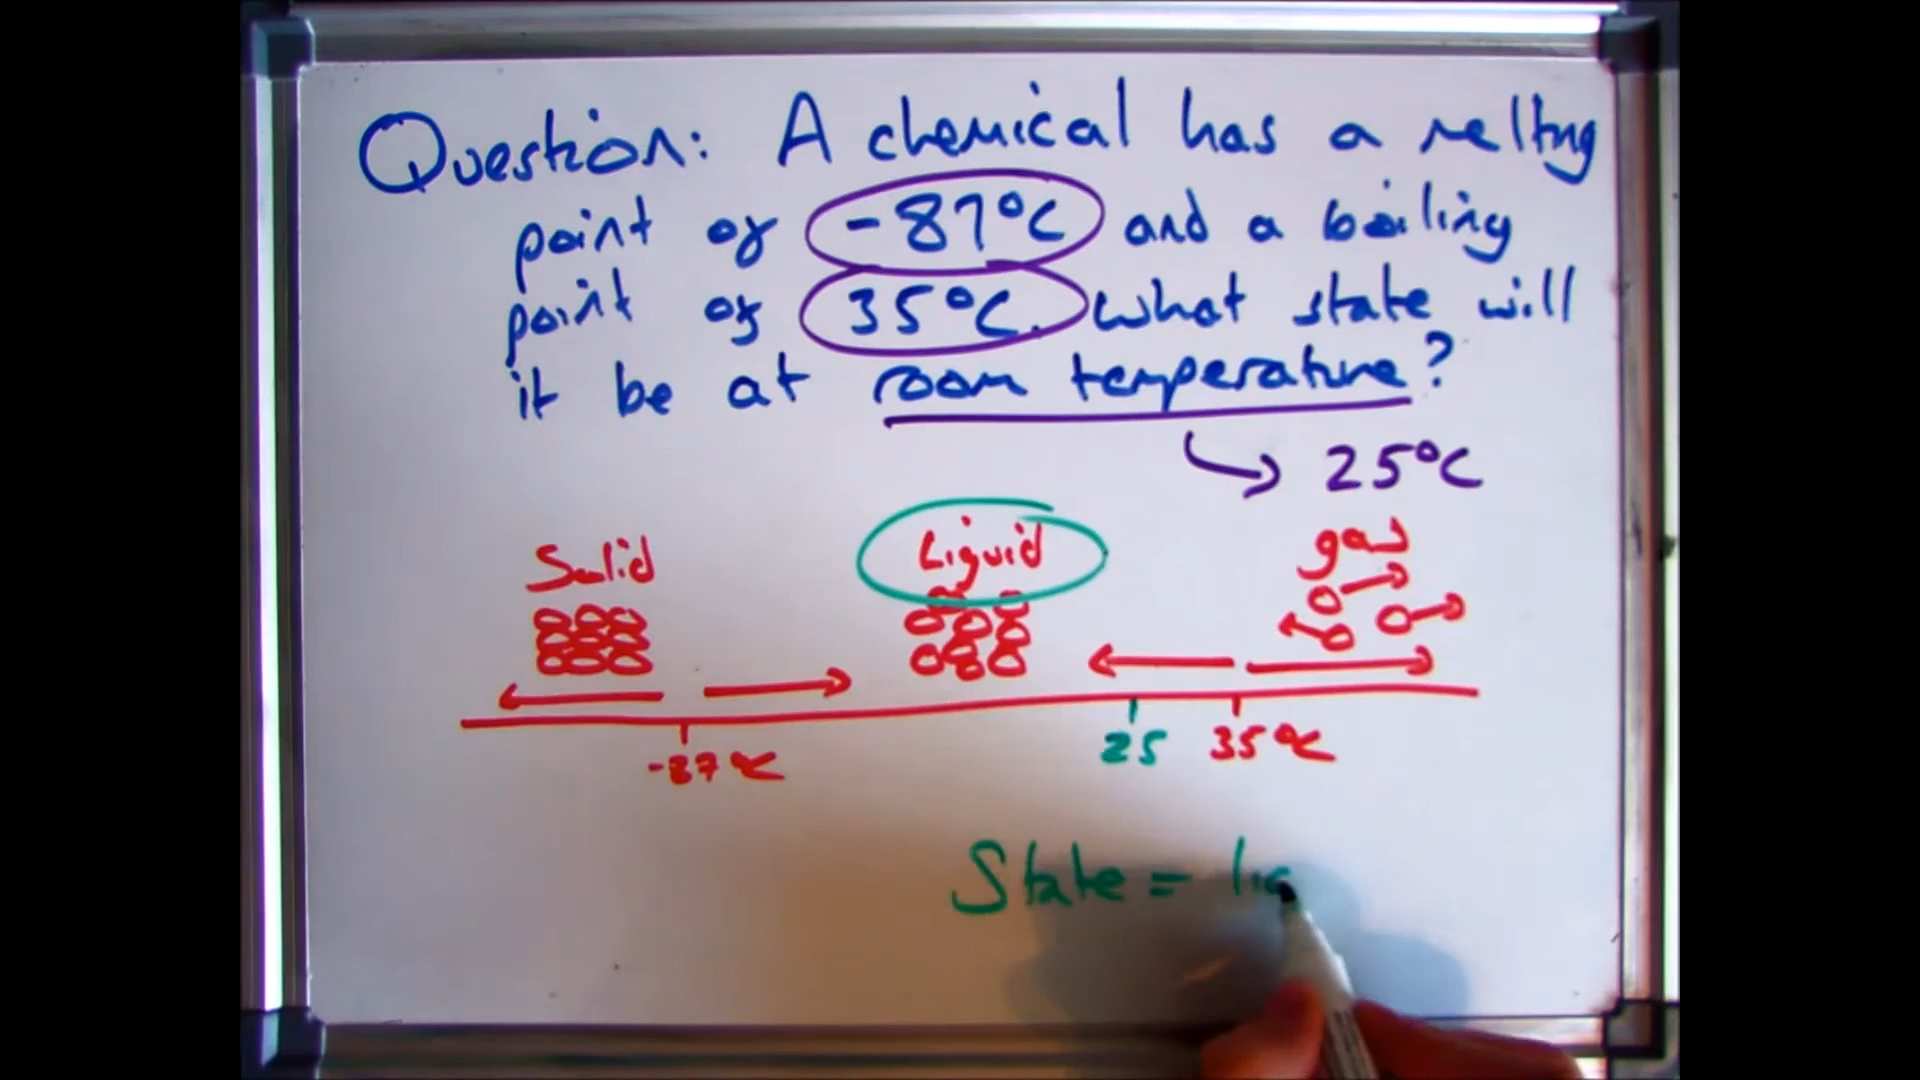 Question: A chemical has a melting
point of -87°C and a boiling
point of 35°C. What state will
it be at room temperature?
25°C
Solid Liquid gas
-87°C 25 35°C
State = liq